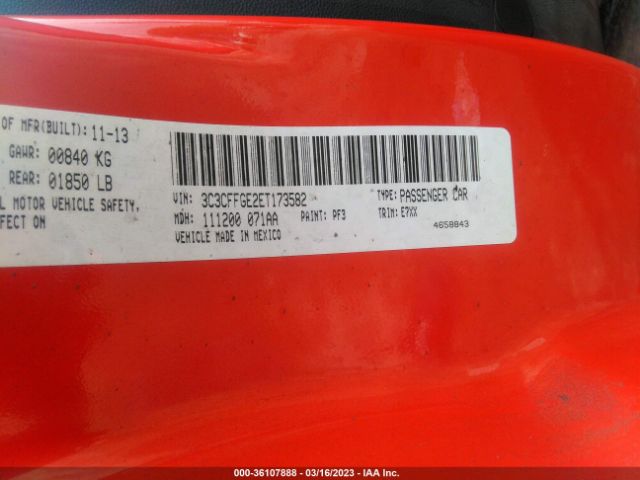 OF MFR(BUILT): 11-13
GAWR: 00840 KG
REAR: 01850 LB
MOTOR VEHICLE SAFETY,
FECT ON
VIN: 3C3CFFGE2ET173582
TYPE: PASSENGER CAR
MDH: 111200 071AA
PAINT: PF3
TRIM: E7XX
VEHICLE MADE IN MEXICO
4658843
000-36107888 - 03/16/2023 - IAA Inc.